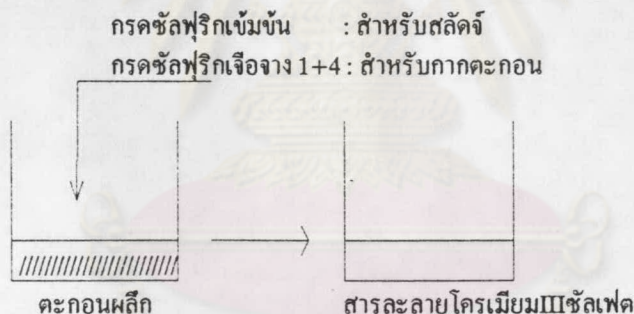 กรดซัลฟุริกเข้มข้น : สำหรับสลัดจ์
กรดซัลฟุริกเจือจาง 1+4 : สำหรับกากตะกอน
ตะกอนผลึก
สารละลายโครเมียมIIIซัลเฟต